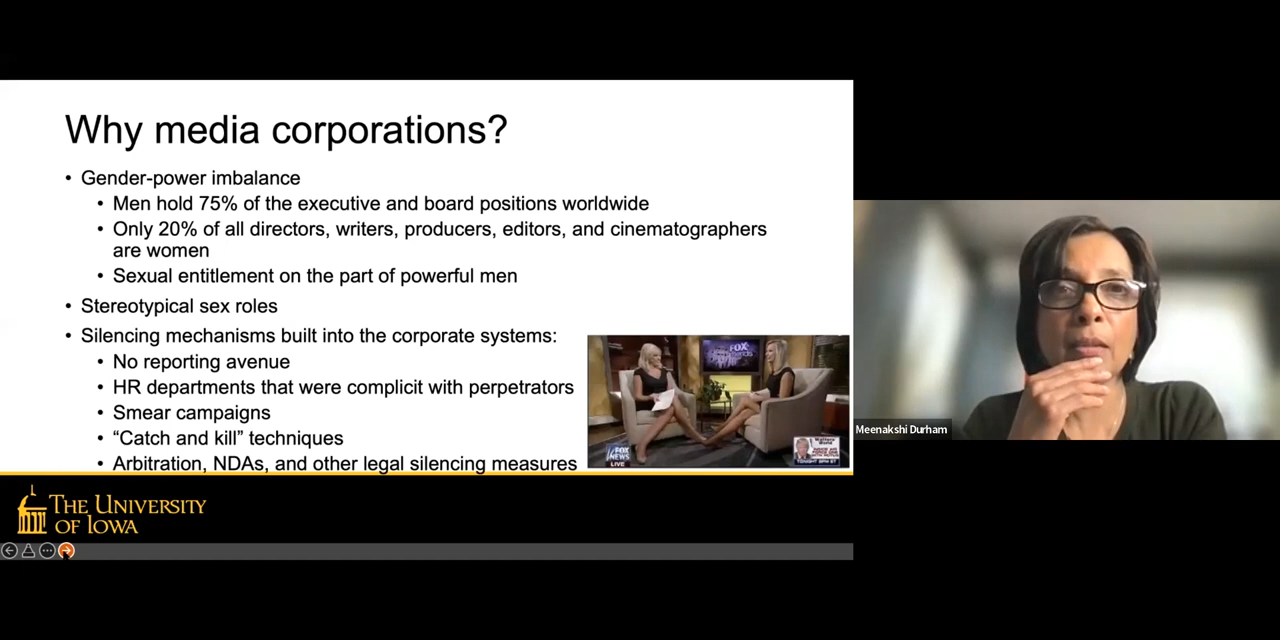 Why media corporations?
• Gender-power imbalance
• Men hold 75% of the executive and board positions worldwide
• Only 20% of all directors, writers, producers, editors, and cinematographers
are women
• Sexual entitlement on the part of powerful men
• Stereotypical sex roles
• Silencing mechanisms built into the corporate systems:
• No reporting avenue
• HR departments that were complicit with perpetrators
• Smear campaigns
• “Catch and kill” techniques
• Arbitration, NDAs, and other legal silencing measures
FOX
FOX
NEWS
LIVE
THE UNIVERSITY
OF IOWA
Meenakshi Durham